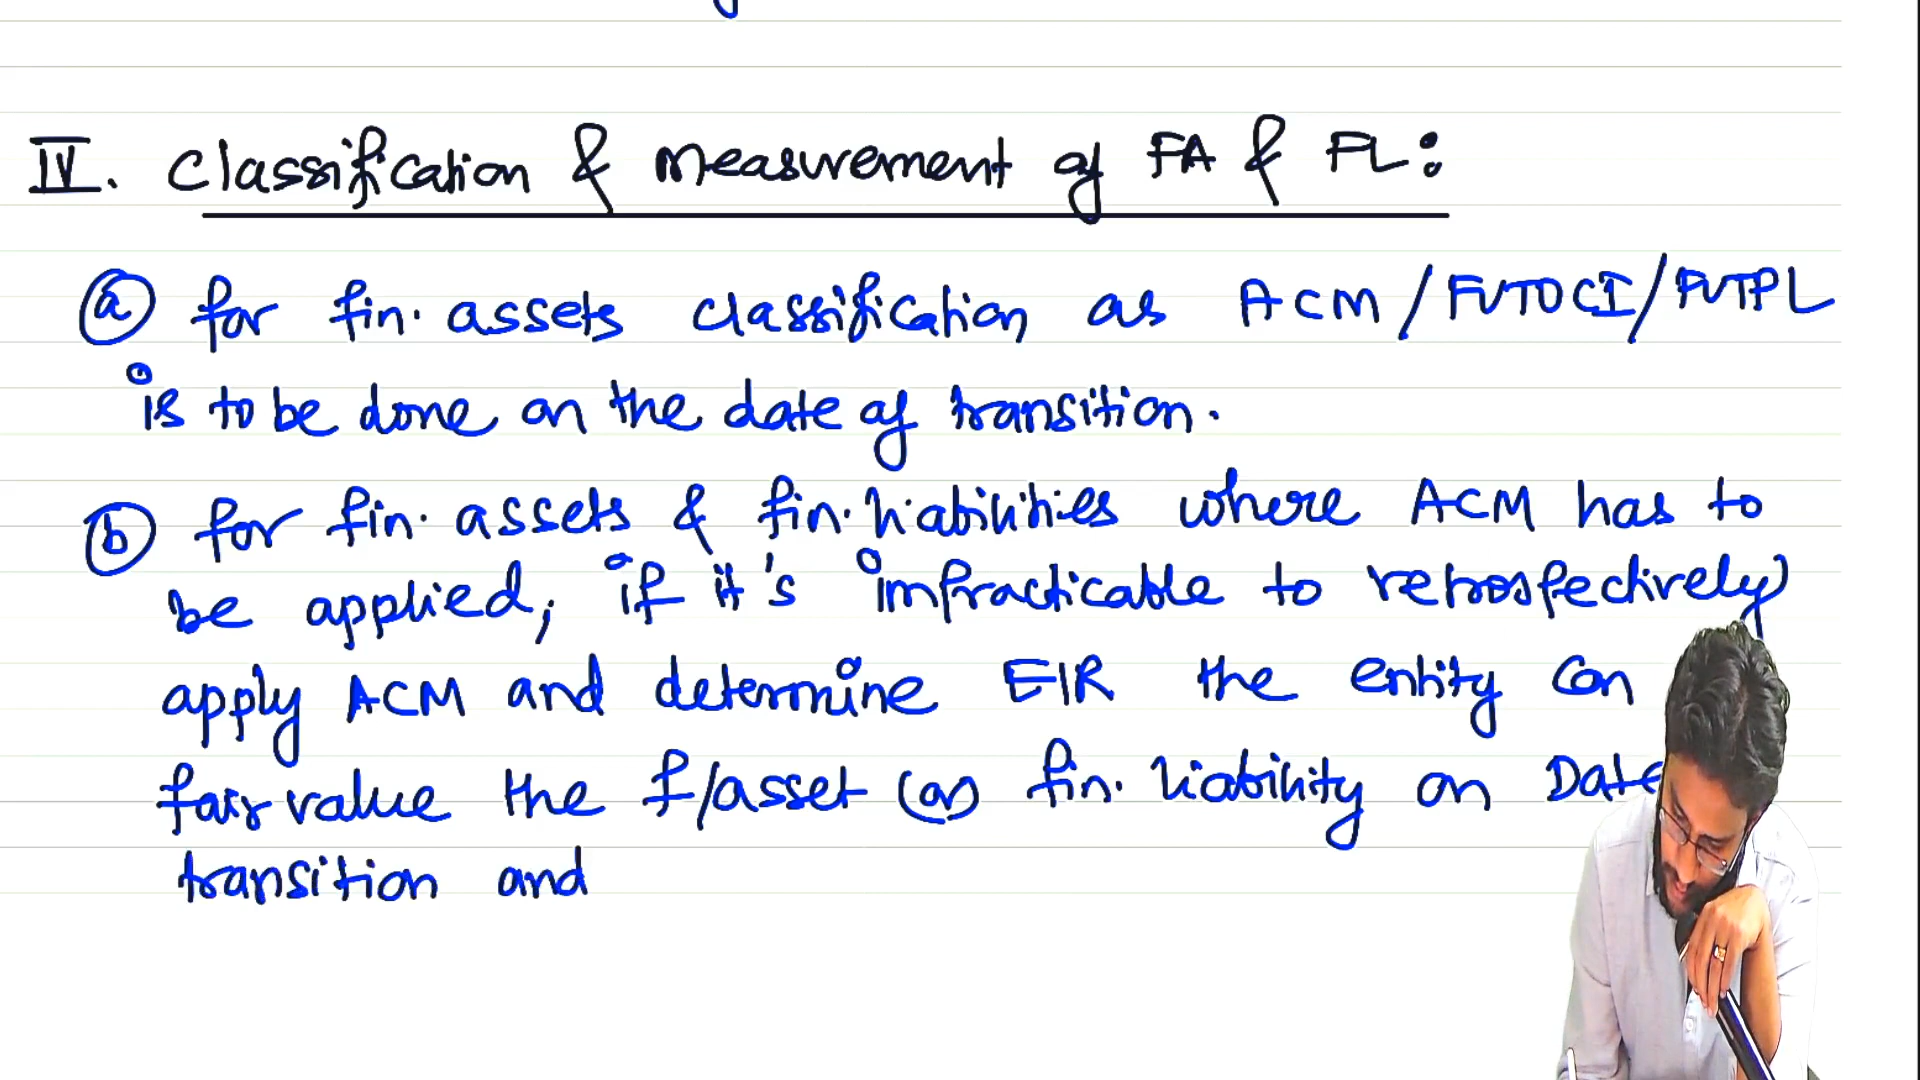 IV. Classification & Measurement of FA & FL:
(a) for fin. assets classification as ACM/FVTOCI/FVTPL
is to be done on the date of transition.
(b) for fin. assets & fin. liabilities where ACM has to
be applied, if it's impracticable to retrospectively
apply ACM and determine EIR the entity can
fair value the f/asset (or) fin. liability on Date
transition and